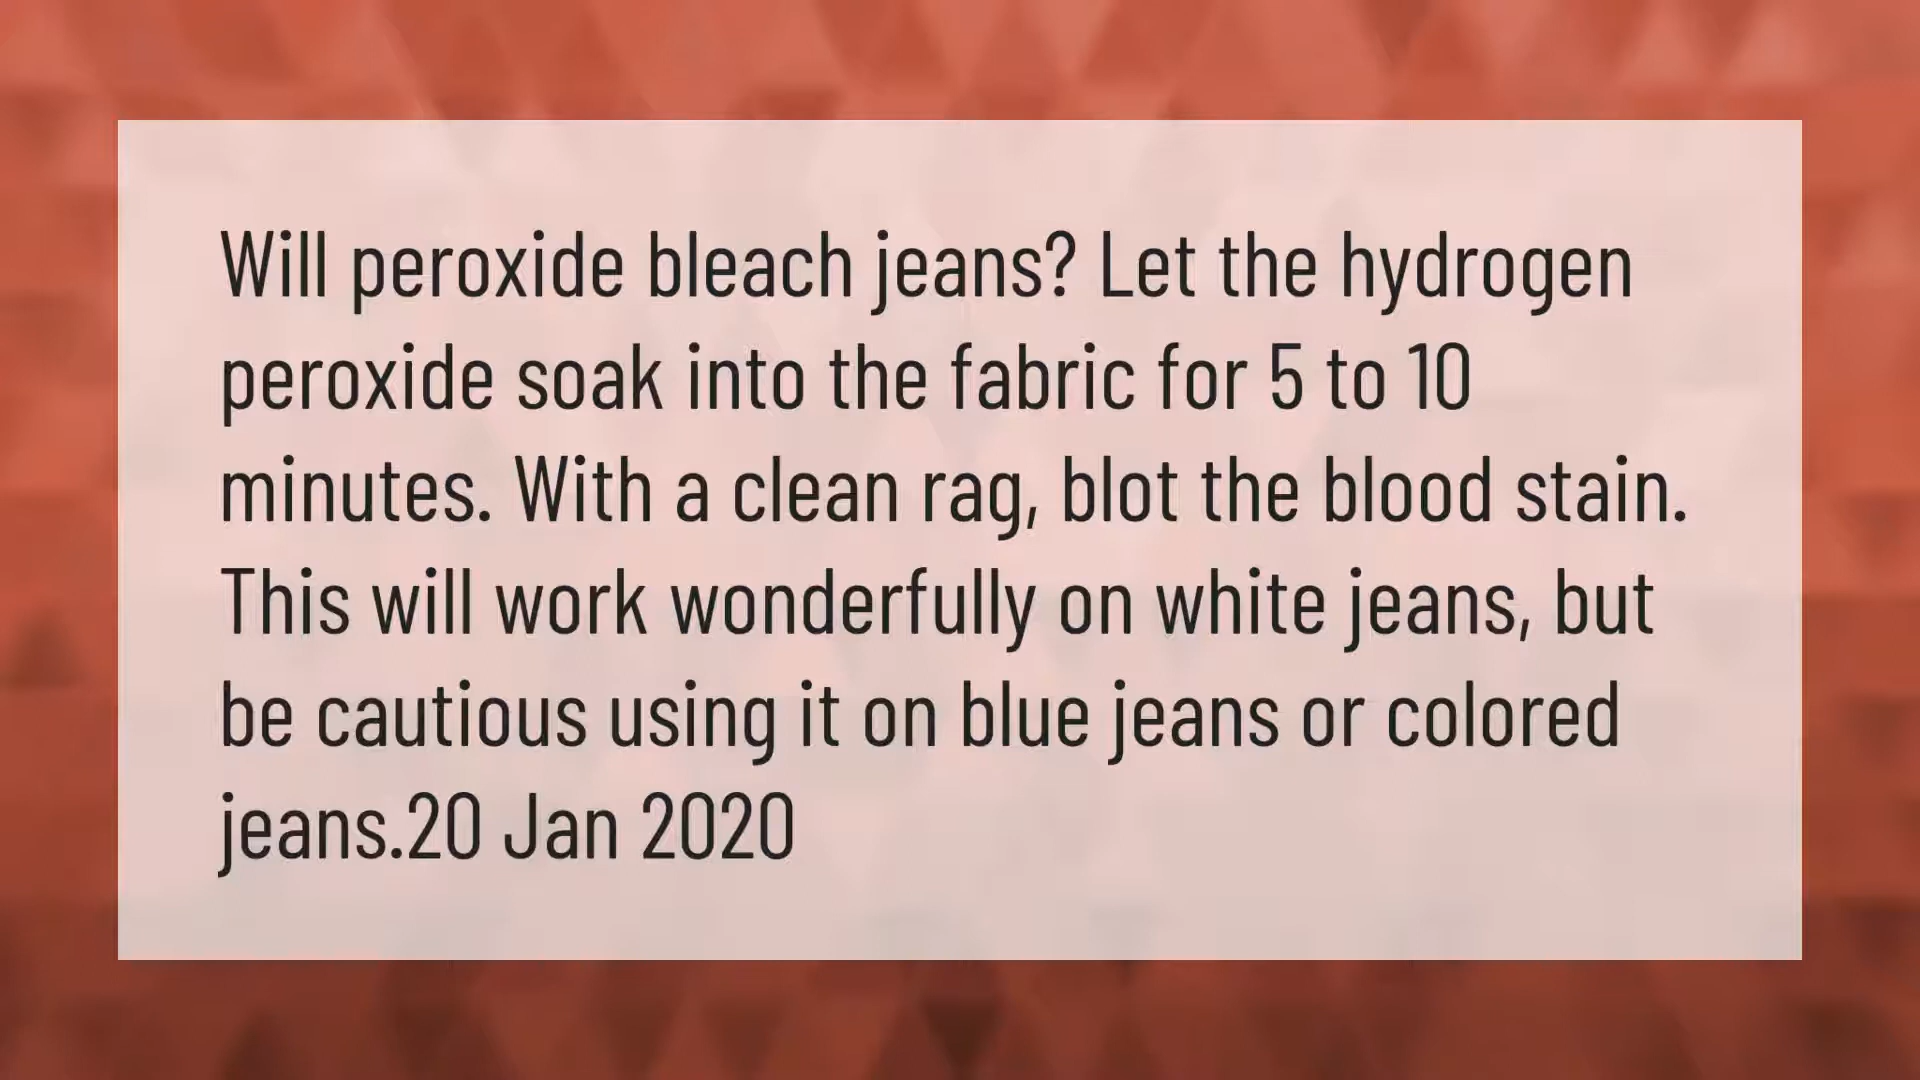 Will peroxide bleach jeans? Let the hydrogen
peroxide soak into the fabric for 5 to 10
minutes. With a clean rag, blot the blood stain.
This will work wonderfully on white jeans, but
be cautious using it on blue jeans or colored
jeans.20 Jan 2020